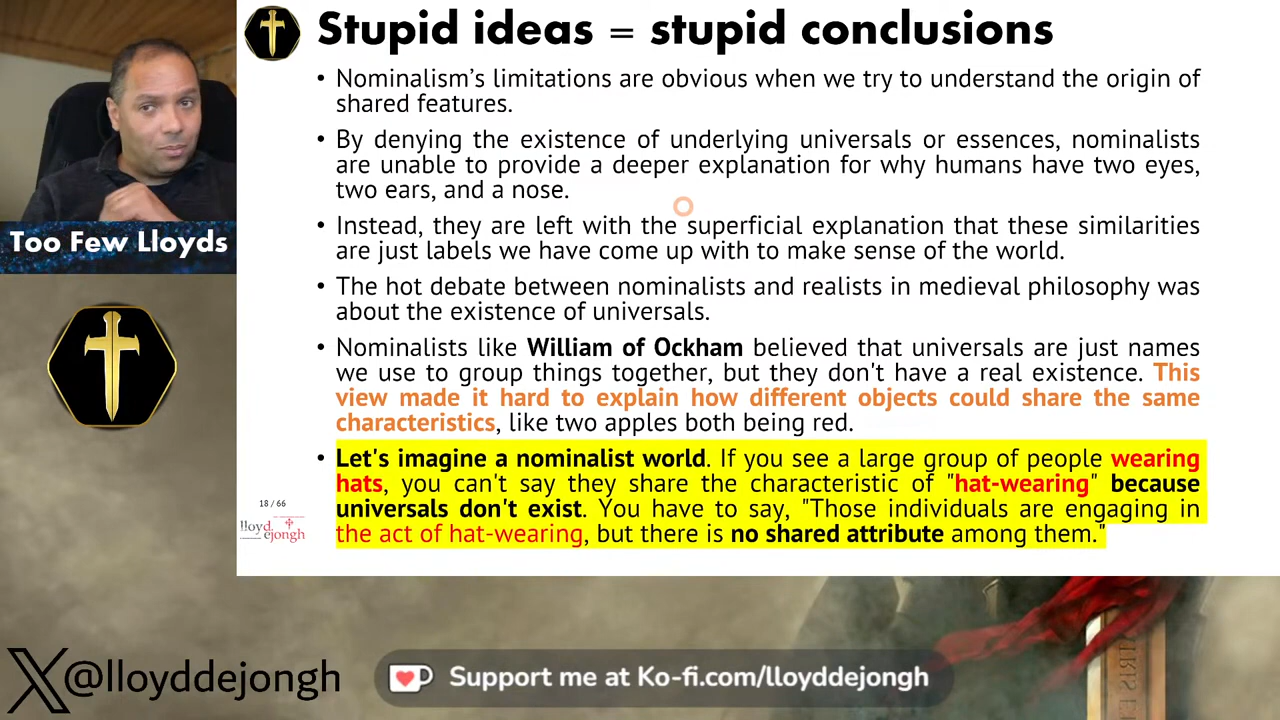 Stupid ideas = stupid conclusions
• Nominalism's limitations are obvious when we try to understand the origin of
shared features.
• By denying the existence of underlying universals or essences, nominalists
are unable to provide a deeper explanation for why humans have two eyes,
two ears, and a nose.
• Instead, they are left with the superficial explanation that these similarities
are just labels we have come up with to make sense of the world.
• The hot debate between nominalists and realists in medieval philosophy was
about the existence of universals.
• Nominalists like William of Ockham believed that universals are just names
we use to group things together, but they don't have a real existence. This
view made it hard to explain how different objects could share the same
characteristics, like two apples both being red.
• Let's imagine a nominalist world. If you see a large group of people wearing
hats, you can't say they share the characteristic of "hat-wearing" because
universals don't exist. You have to say, "Those individuals are engaging in
the act of hat-wearing, but there is no shared attribute among them."
Too Few Lloyds
18 / 66
lloyd
dejongh
X@lloyddejongh
Support me at Ko-fi.com/lloyddejongh